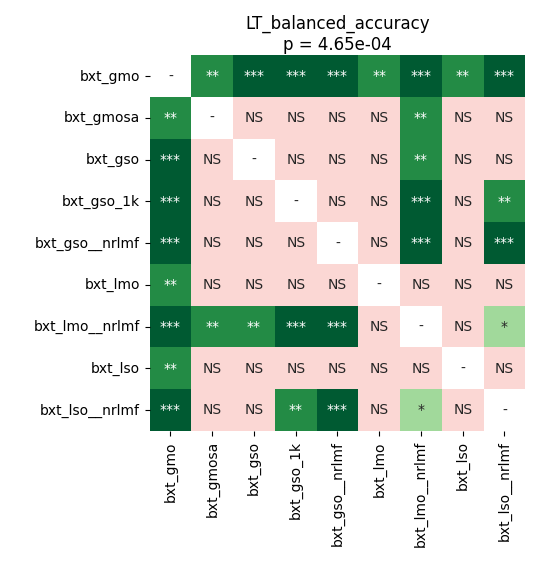 LT_balanced_accuracy
p = 4.65e-04
bxt_gmo - ** *** *** *** ** *** ** ***
bxt_gmosa ** - NS NS NS NS ** NS NS
bxt_gso *** NS - NS NS NS ** NS NS
bxt_gso_1k *** NS NS - NS NS *** NS **
bxt_gso__nrlmf *** NS NS NS - NS *** NS ***
bxt_lmo ** NS NS NS NS - NS NS NS
bxt_lmo__nrlmf *** ** ** *** *** NS - NS *
bxt_lso ** NS NS NS NS NS NS - NS
bxt_lso__nrlmf *** NS NS ** *** NS * NS -
bxt_gmo
bxt_gmosa
bxt_gso
bxt_gso_1k
bxt_gso__nrlmf
bxt_lmo
bxt_lmo__nrlmf
bxt_lso
bxt_lso__nrlmf